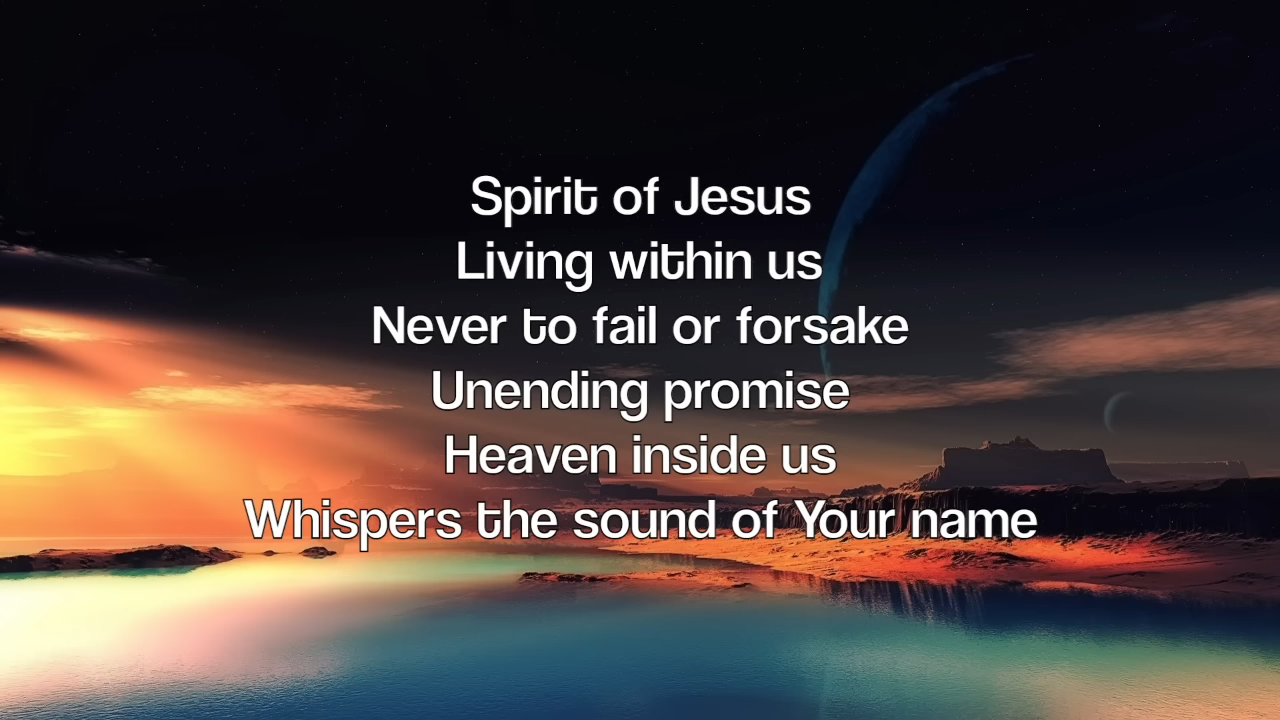 Spirit of Jesus
Living within us
Never to fail or forsake
Unending promise
Heaven inside us
Whispers the sound of Your name